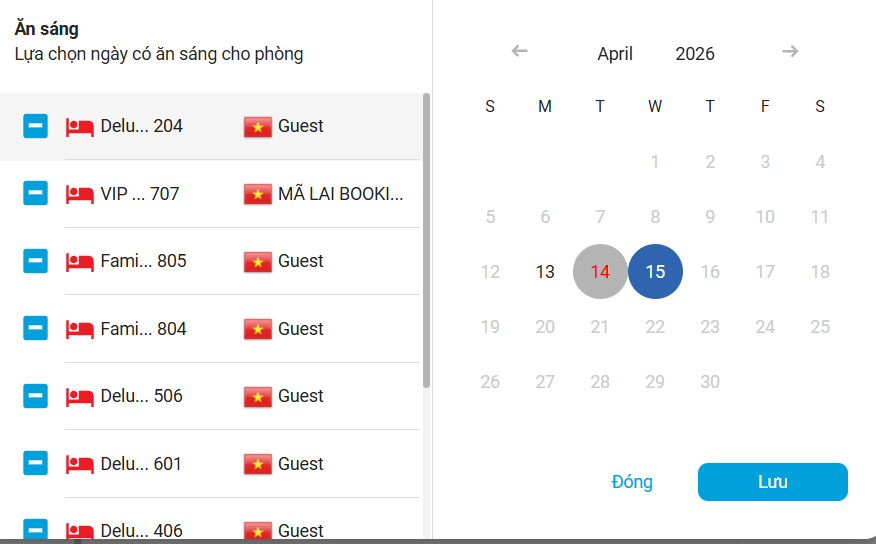 Ăn sáng
Lựa chọn ngày có ăn sáng cho phòng
Delu... 204 Guest
VIP ... 707 MÃ LAI BOOKI...
Fami... 805 Guest
Fami... 804 Guest
Delu... 506 Guest
Delu... 601 Guest
Delu... 406 Guest
April 2026
S M T W T F S
1 2 3 4
5 6 7 8 9 10 11
12 13 14 15 16 17 18
19 20 21 22 23 24 25
26 27 28 29 30
Đóng Lưu